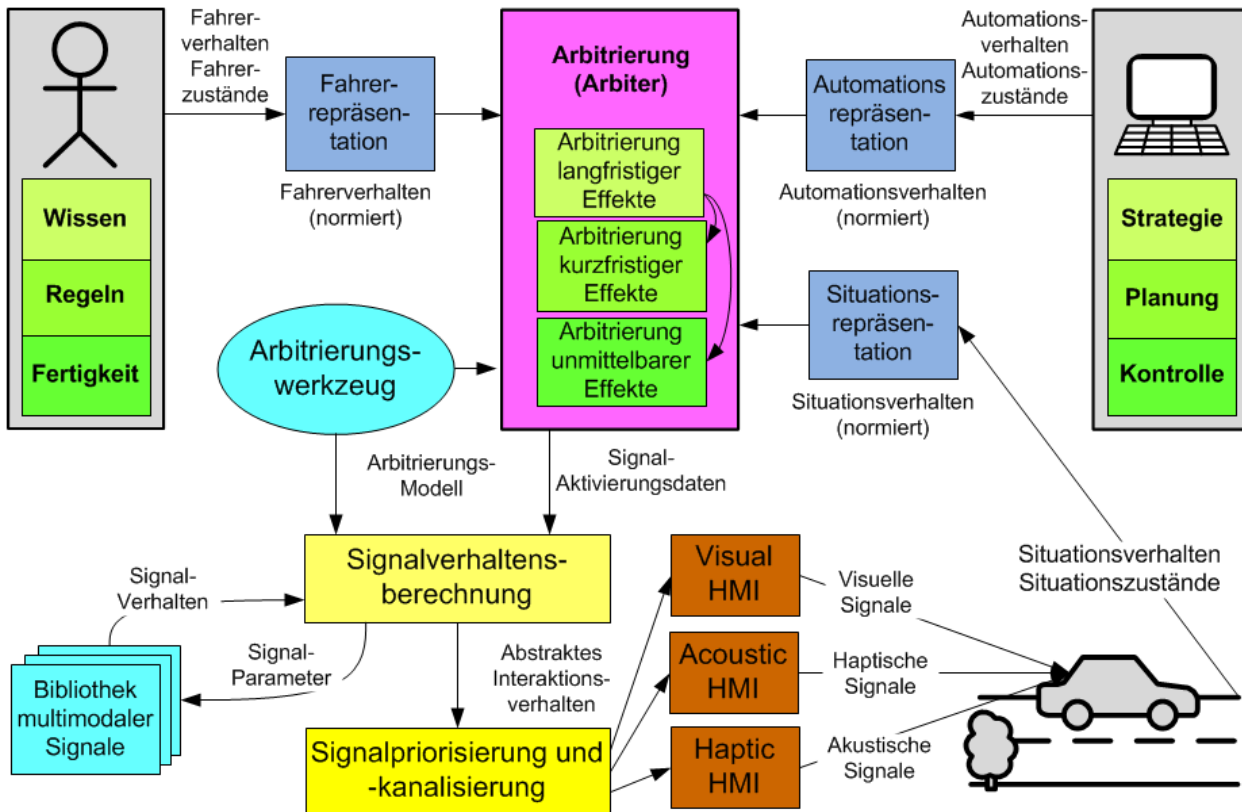 Fahrer-
verhalten
Fahrer-
zustände
Fahrer-
repräsen-
tation
Fahrerverhalten
(normiert)
Wissen
Regeln
Fertigkeit
Arbitrierung
(Arbiter)
Arbitrierung
langfristiger
Effekte
Arbitrierung
kurzfristiger
Effekte
Arbitrierung
unmittelbarer
Effekte
Automations-
verhalten
Automations-
zustände
Automations
repräsen-
tation
Automationsverhalten
(normiert)
Strategie
Planung
Kontrolle
Situations-
repräsen-
tation
Situationsverhalten
(normiert)
Arbitrierungs-
werkzeug
Arbitrierungs-
Modell
Signal-
Aktivierungsdaten
Signalverhaltens-
berechnung
Signal-
Verhalten
Signal-
Parameter
Bibliothek
multimodaler
Signale
Abstraktes
Interaktions-
verhalten
Signalpriorisierung und
-kanalisierung
Visual
HMI
Acoustic
HMI
Haptic
HMI
Visuelle
Signale
Haptische
Signale
Akustische
Signale
Situationsverhalten
Situationszustände